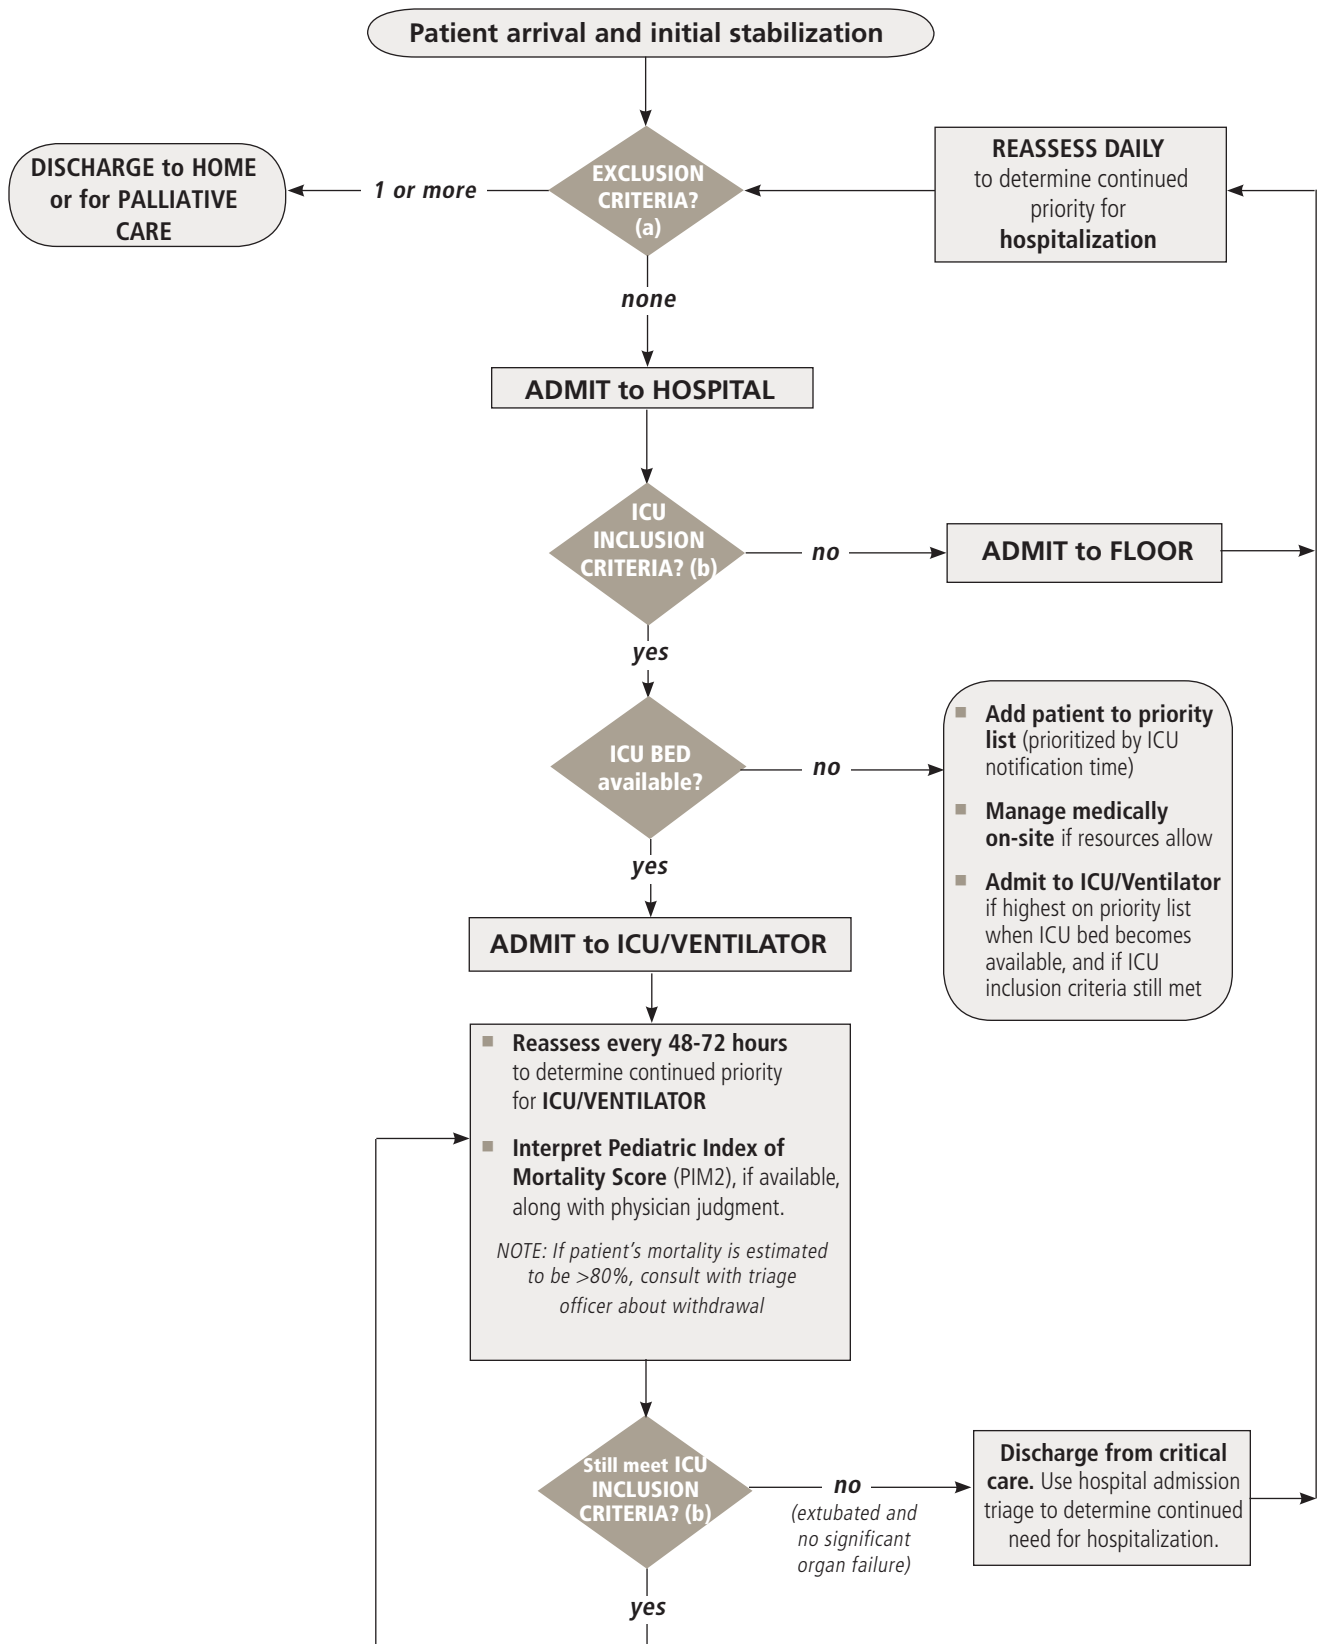 Patient arrival and initial stabilization
EXCLUSION
CRITERIA?
(a)
1 or more
DISCHARGE to HOME
or for PALLIATIVE
CARE
REASSESS DAILY
to determine continued
priority for
hospitalization
none
ADMIT to HOSPITAL
ICU
INCLUSION
CRITERIA? (b)
no
ADMIT to FLOOR
yes
ICU BED
available?
no
■ Add patient to priority
list (prioritized by ICU
notification time)
■ Manage medically
on-site if resources allow
■ Admit to ICU/Ventilator
if highest on priority list
when ICU bed becomes
available, and if ICU
inclusion criteria still met
yes
ADMIT to ICU/VENTILATOR
■ Reassess every 48-72 hours
to determine continued priority
for ICU/VENTILATOR
■ Interpret Pediatric Index of
Mortality Score (PIM2), if available,
along with physician judgment.
NOTE: If patient’s mortality is estimated
to be >80%, consult with triage
officer about withdrawal
Still meet ICU
INCLUSION
CRITERIA? (b)
no
(extubated and
no significant
organ failure)
Discharge from critical
care. Use hospital admission
triage to determine continued
need for hospitalization.
yes